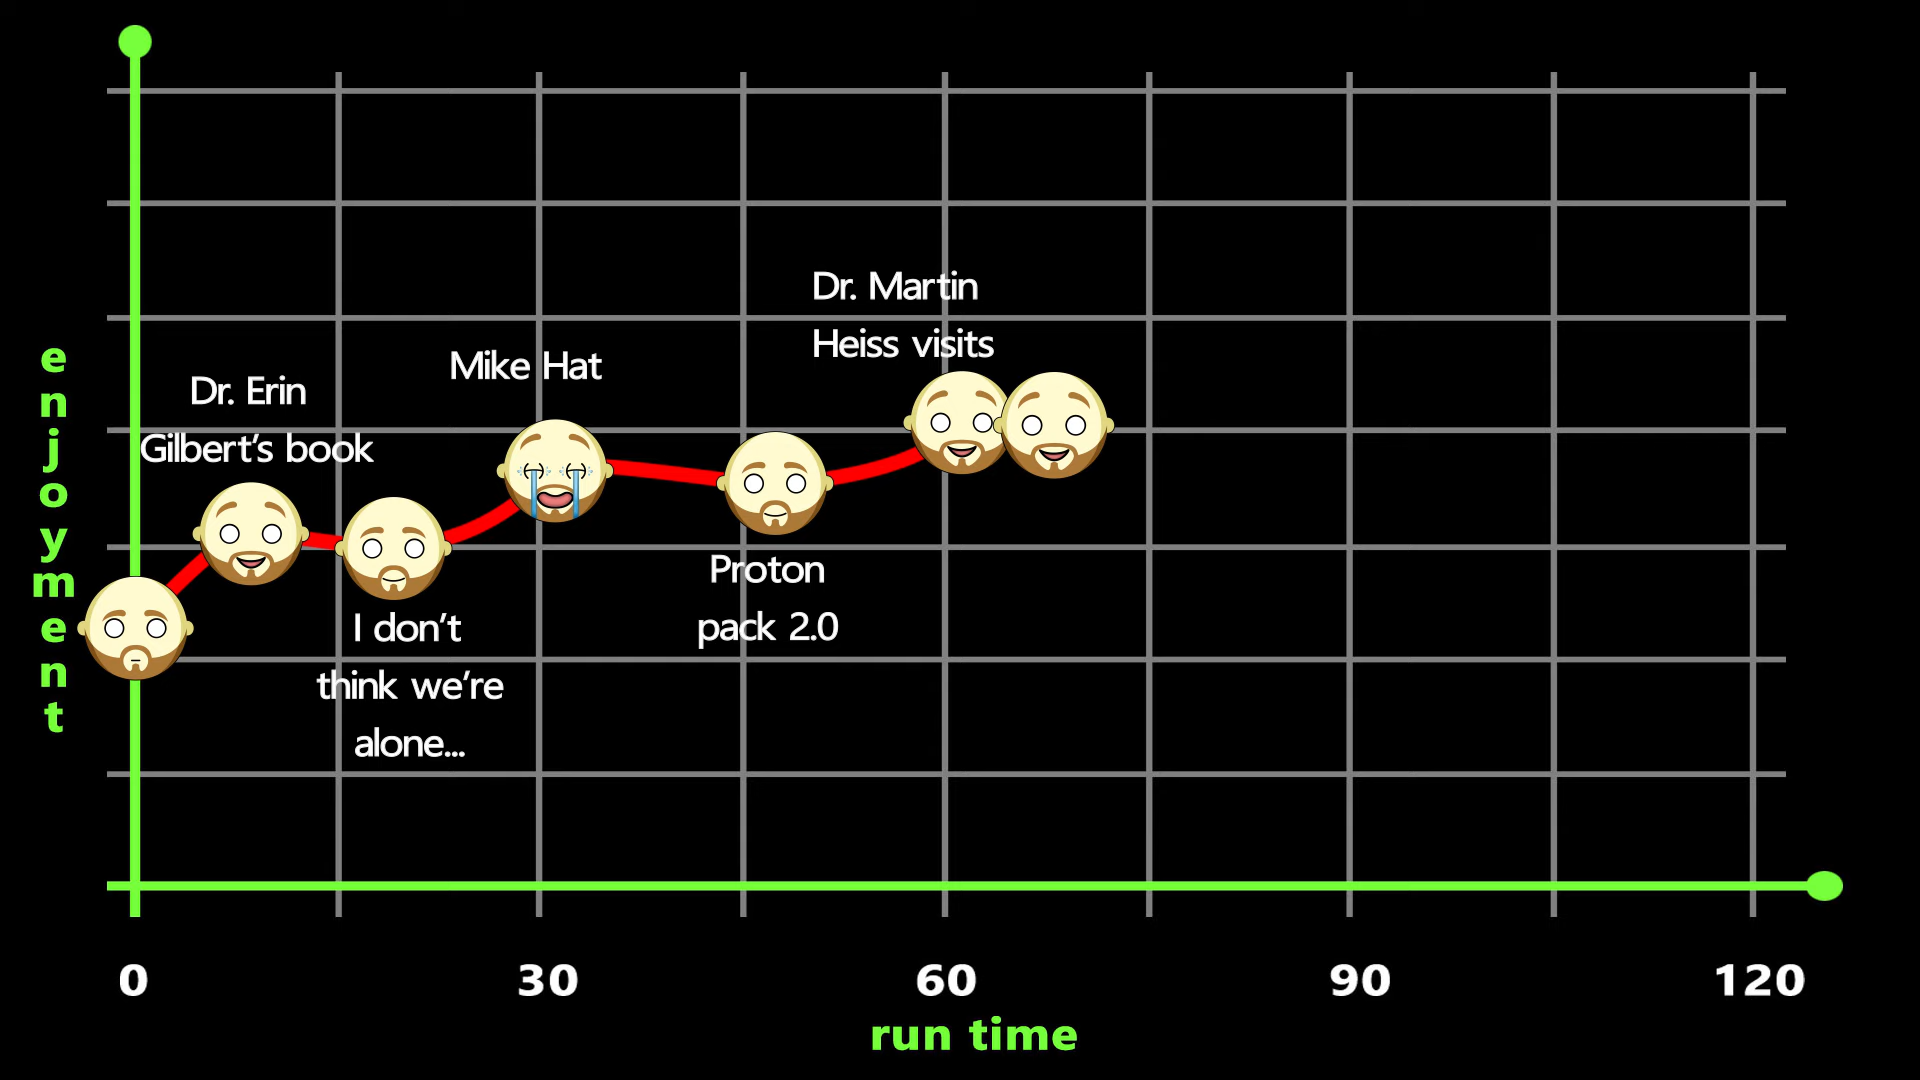 Dr. Martin
Heiss visits
Mike Hat
Dr. Erin
Gilbert's book
Proton
pack 2.0
I don't
think we're
alone...
enjoyment
0 30 60 90 120
run time